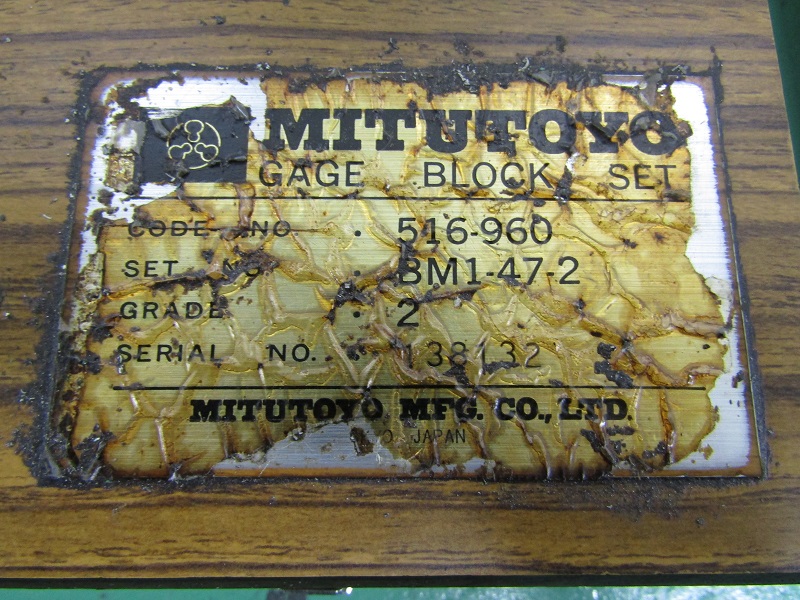 MITUTOYO
GAGE BLOCK SET
CODE NO. : 516-960
SET NO. : BM1-47-2
GRADE : 2
SERIAL NO. : 138132
MITUTOYO MFG. CO., LTD.
JAPAN